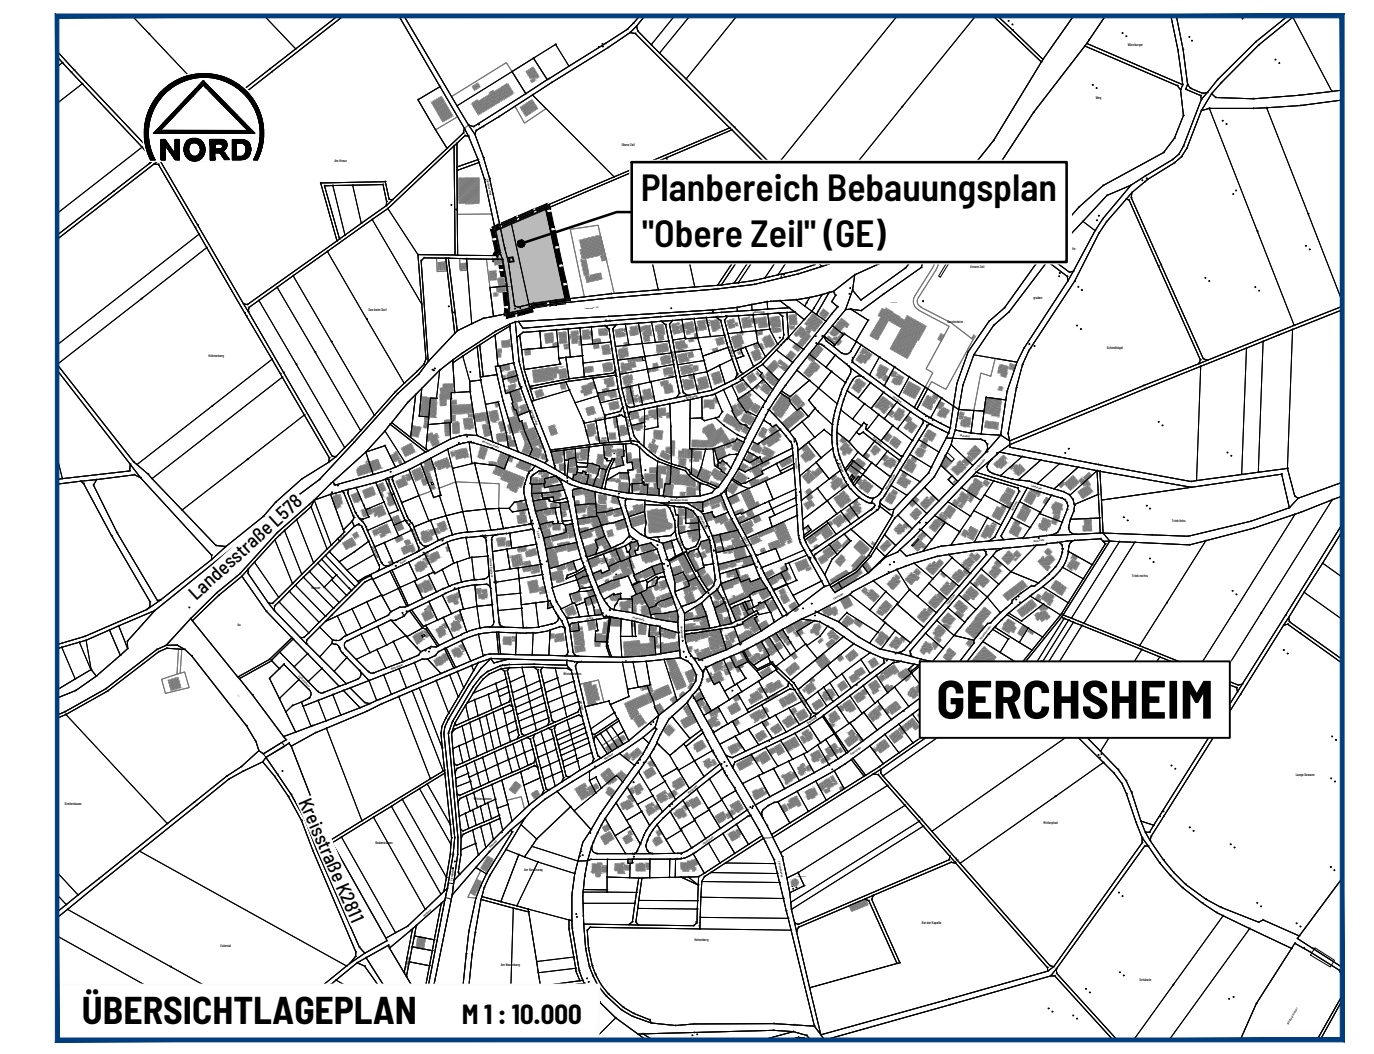 NORD
Planbereich Bebauungsplan
"Obere Zeil" (GE)
Landesstraße L578
GERCHSHEIM
Kreisstraße K2811
ÜBERSICHTLAGEPLAN M 1 : 10.000